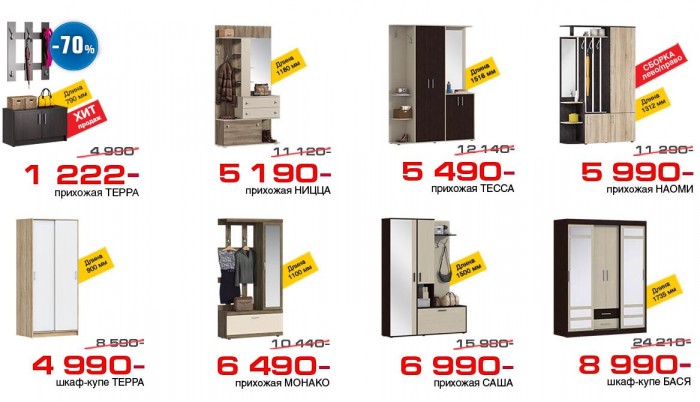 -70%
Длина
790 мм
ХИТ
продаж
4 990-
1 222-
прихожая ТЕРРА
Длина
1180 мм
11 120-
5 190-
прихожая НИЦЦА
Длина
1516 мм
12 140-
5 490-
прихожая ТЕССА
СБОРКА
лево/право
Длина
1312 мм
11 290-
5 990-
прихожая НАОМИ
Длина
900 мм
8 590-
4 990-
шкаф-купе ТЕРРА
Длина
1100 мм
10 440-
6 490-
прихожая МОНАКО
Длина
1500 мм
15 980-
6 990-
прихожая САША
Длина
1735 мм
24 210-
8 990-
шкаф-купе БАСЯ